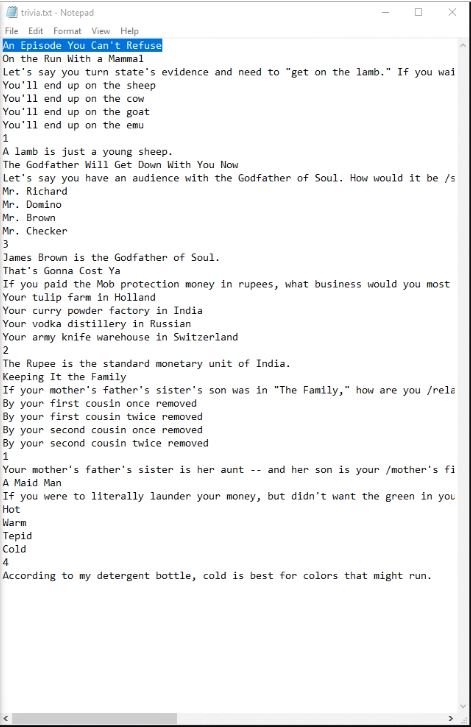 trivia.txt - Notepad
File Edit Format View Help
An Episode You Can't Refuse
On the Run With a Mammal
Let's say you turn state's evidence and need to "get on the lamb." If you wai
You'll end up on the sheep
You'll end up on the cow
You'll end up on the goat
You'll end up on the emu
1
A lamb is just a young sheep.
The Godfather Will Get Down With You Now
Let's say you have an audience with the Godfather of Soul. How would it be /s
Mr. Richard
Mr. Domino
Mr. Brown
Mr. Checker
3
James Brown is the Godfather of Soul.
That's Gonna Cost Ya
If you paid the Mob protection money in rupees, what business would you most
Your tulip farm in Holland
Your curry powder factory in India
Your vodka distillery in Russian
Your army knife warehouse in Switzerland
2
The Rupee is the standard monetary unit of India.
Keeping It the Family
If your mother's father's sister's son was in "The Family," how are you /rela
By your first cousin once removed
By your first cousin twice removed
By your second cousin once removed
By your second cousin twice removed
1
Your mother's father's sister is her aunt -- and her son is your /mother's fi
A Maid Man
If you were to literally launder your money, but didn't want the green in you
Hot
Warm
Tepid
Cold
4
According to my detergent bottle, cold is best for colors that might run.